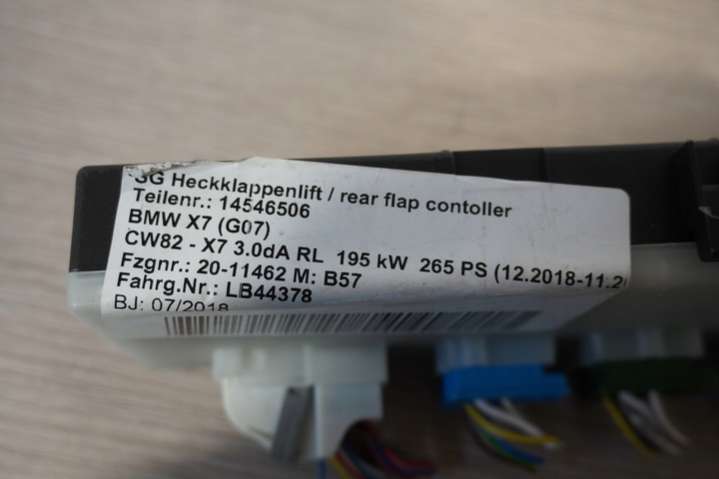 SG Heckklappenlift / rear flap contoller
Teilenr.: 14546506
BMW X7 (G07)
CW82 - X7 3.0dA RL 195 kW 265 PS (12.2018-11.2
Fzgnr.: 20-11462 M: B57
Fahrg.Nr.: LB44378
BJ: 07/2018